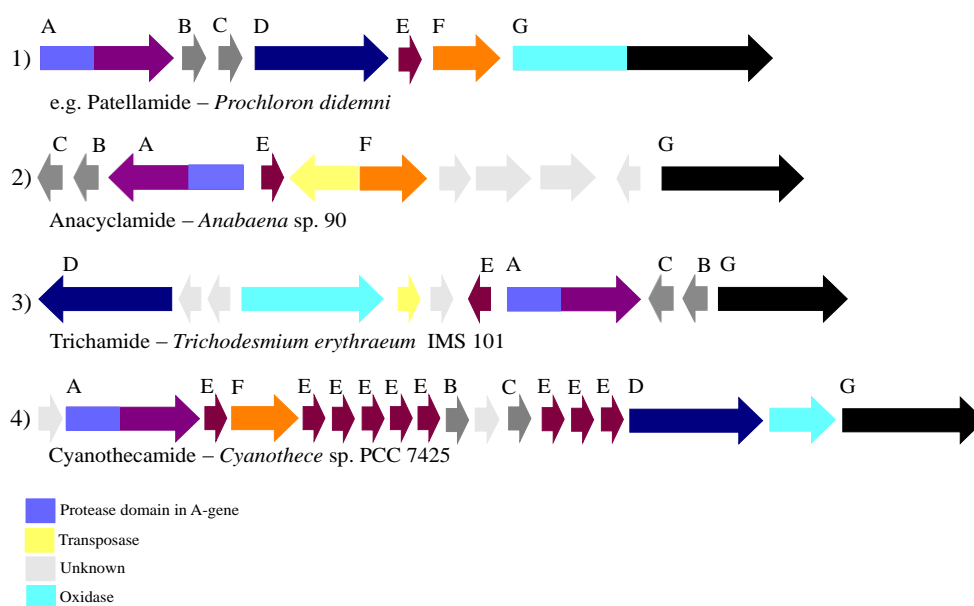 A B C D E F G
1)
e.g. Patellamide – Prochloron didemni
C B A E F G
2)
Anacyclamide – Anabaena sp. 90
D E A C B G
3)
Trichamide – Trichodesmium erythraeum IMS 101
A E F E E E E E B C E E E D G
4)
Cyanothecamide – Cyanothece sp. PCC 7425
Protease domain in A-gene
Transposase
Unknown
Oxidase